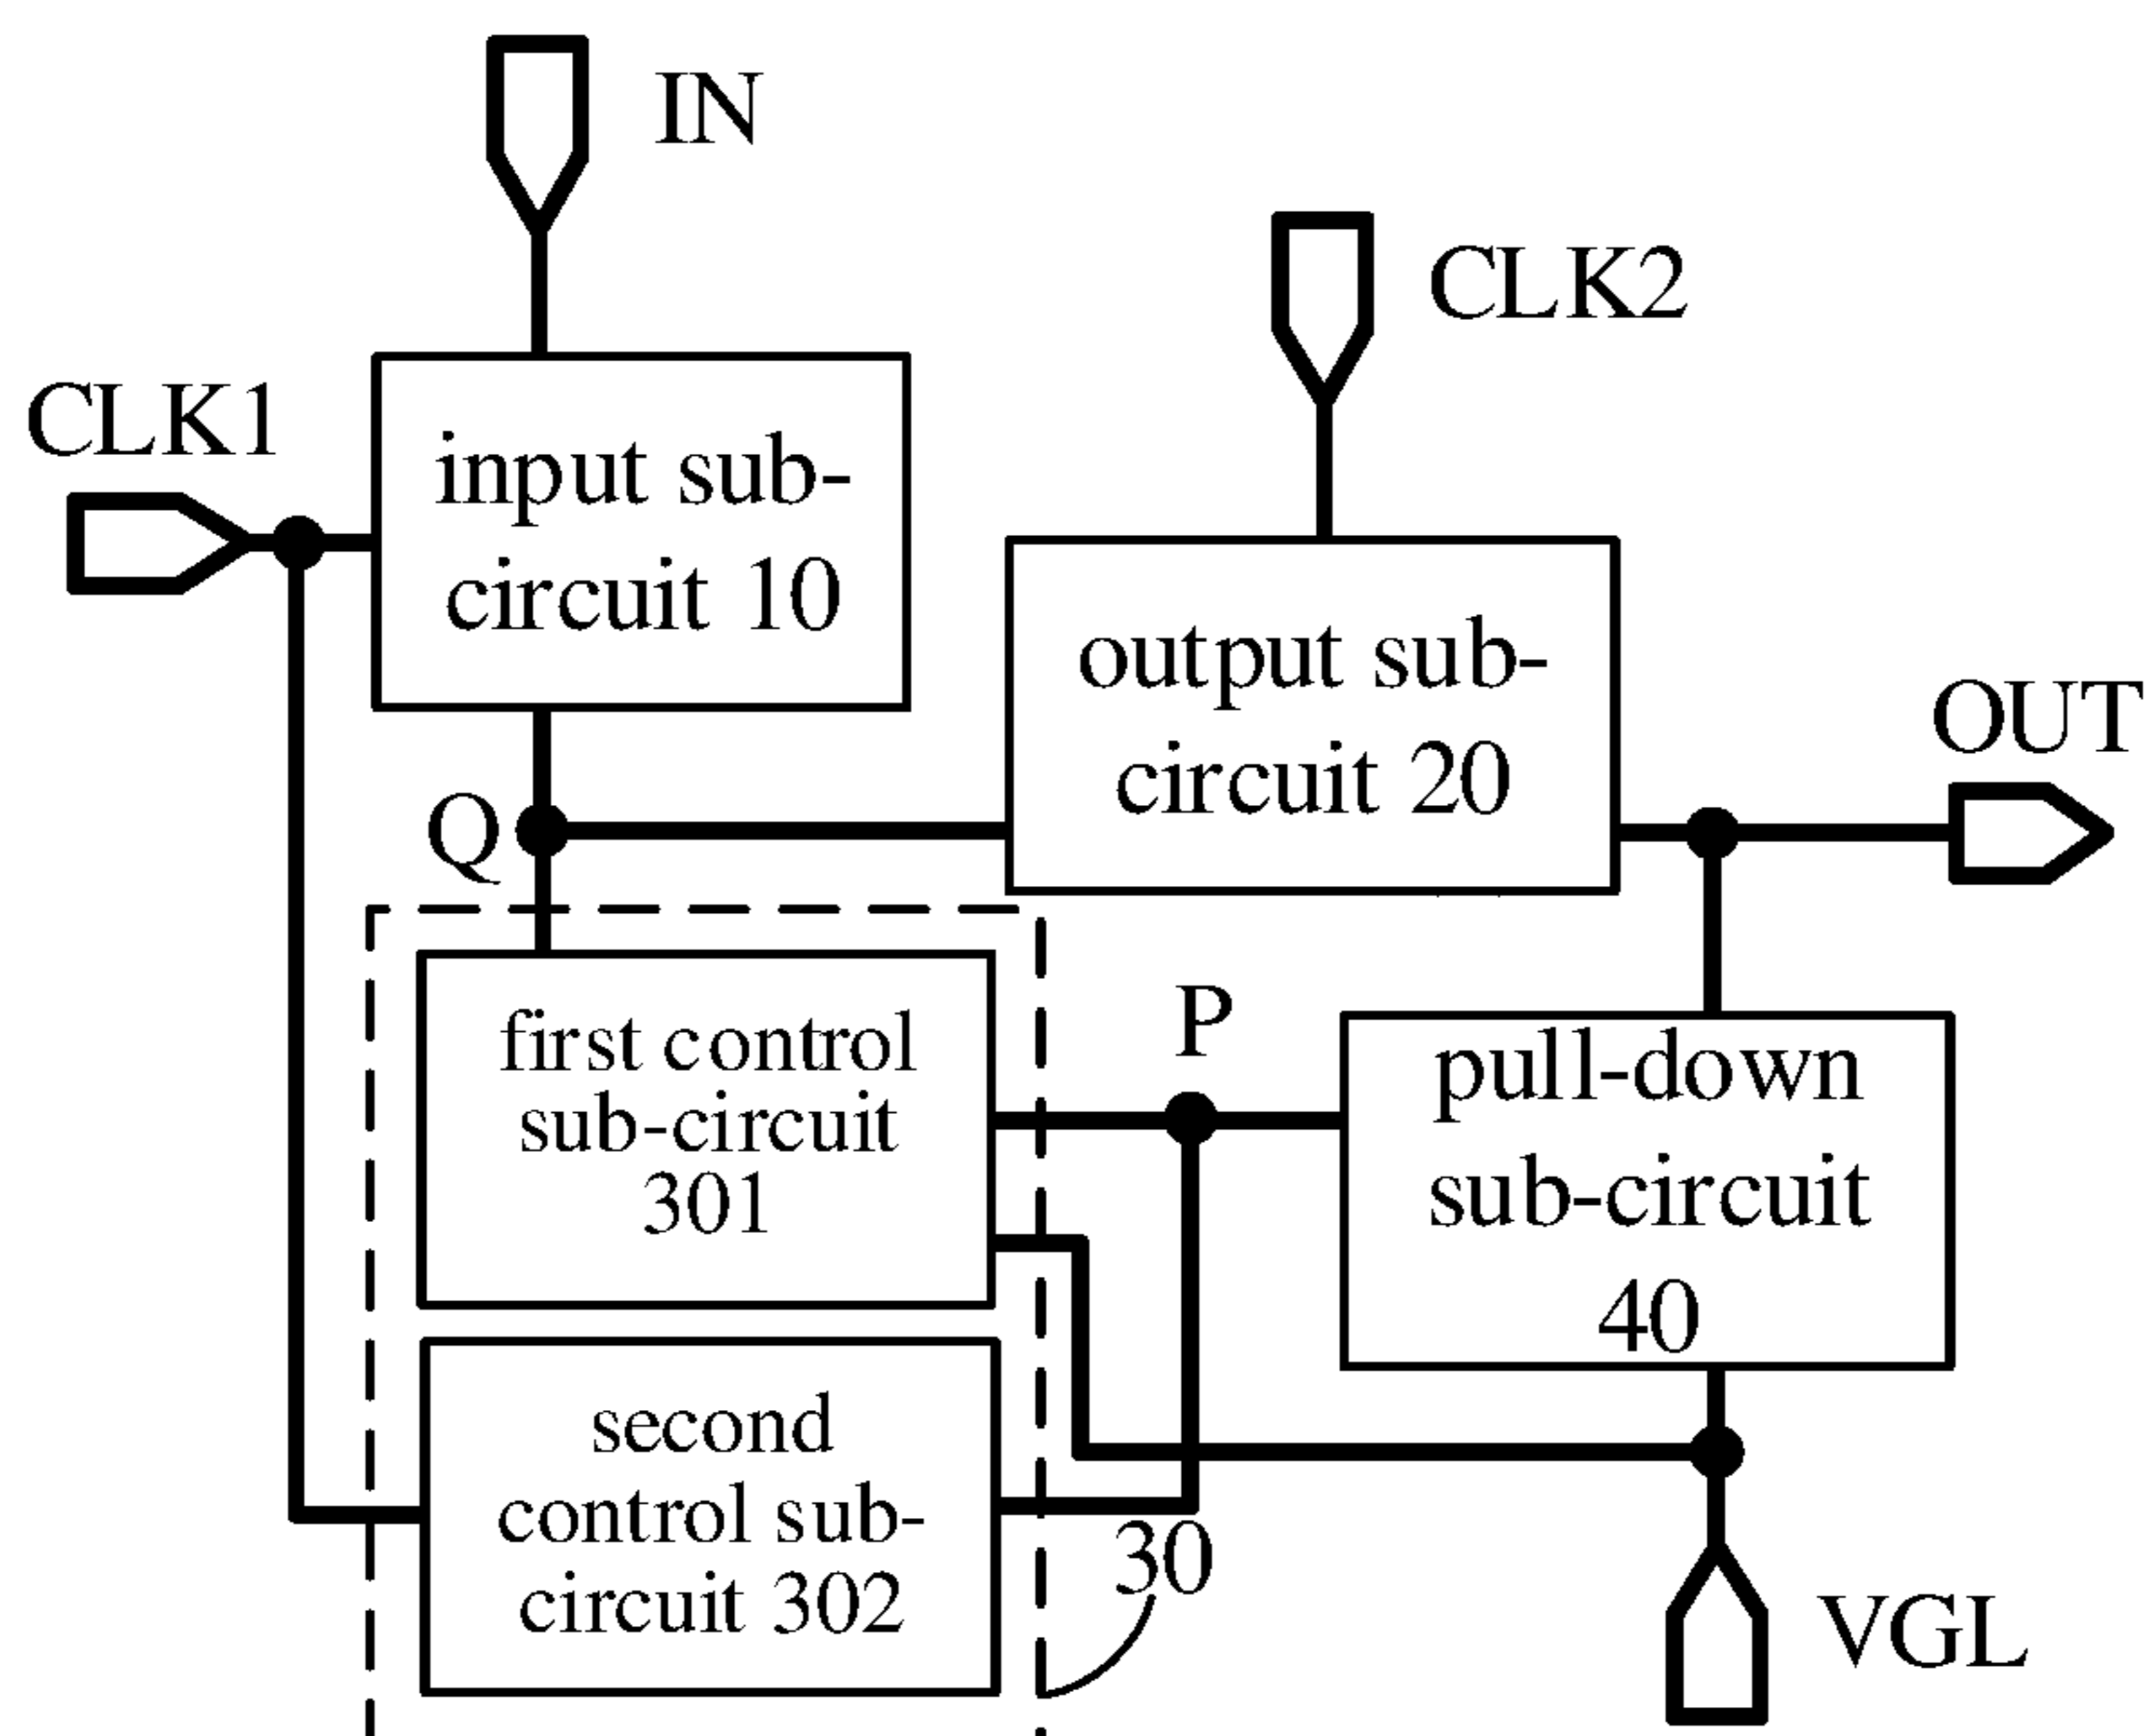 IN
CLK2
CLK1
input sub-
circuit 10
output sub-
circuit 20
OUT
Q
first control
sub-circuit
301
P
pull-down
sub-circuit
40
second
control sub-
circuit 302
30
VGL